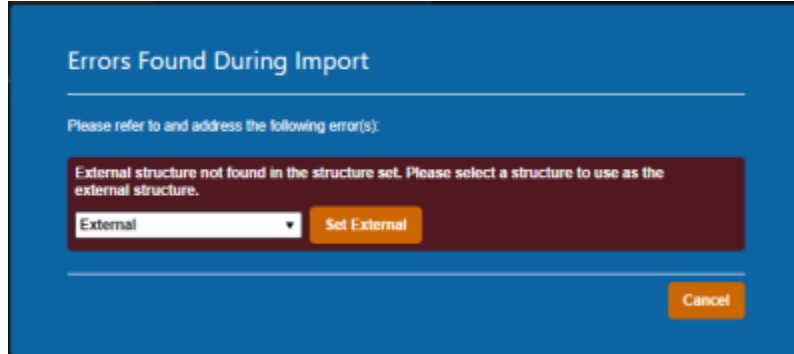 Errors Found During Import
Please refer to and address the following error(s):
External structure not found in the structure set. Please select a structure to use as the
external structure.
External
Set External
Cancel